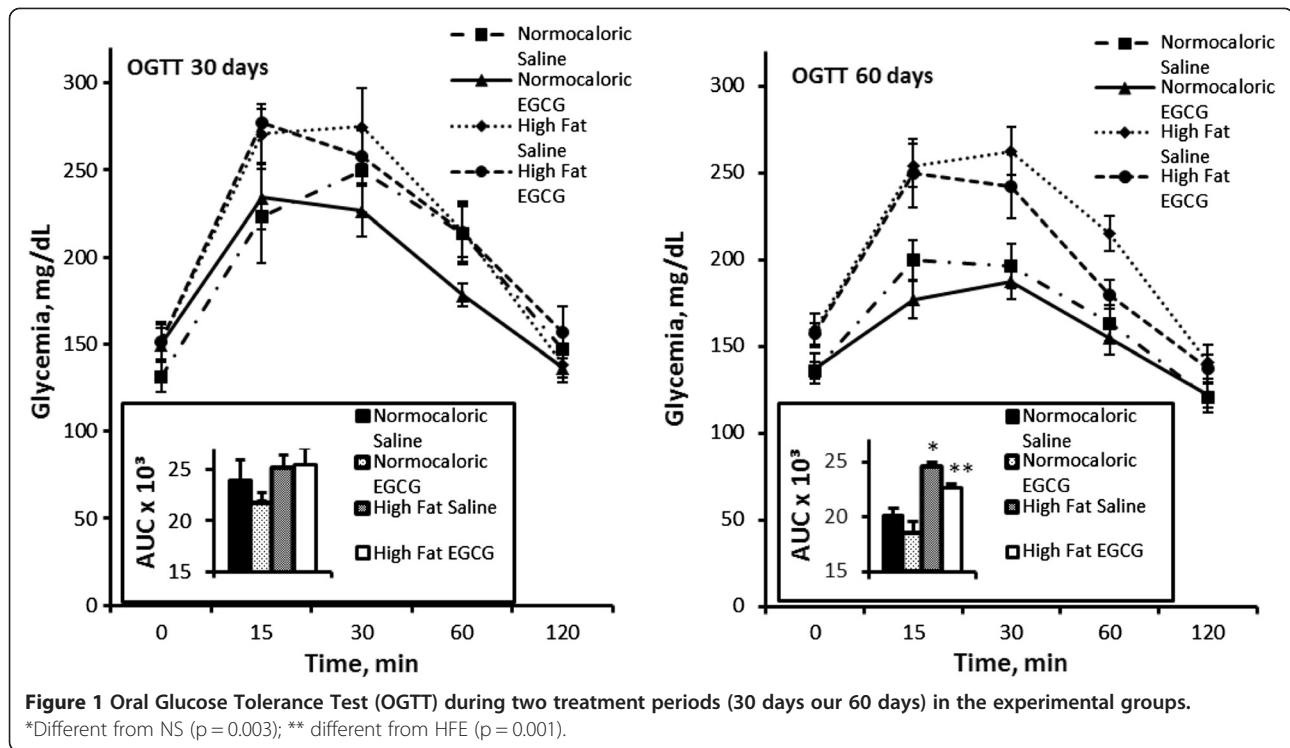 OGTT 30 days
Normocaloric
Saline
Normocaloric
EGCG
High Fat
Saline
High Fat
EGCG
Glycemia, mg/dL
300
250
200
150
100
50
0
AUC x 10³
25
20
15
Normocaloric
Saline
Normocaloric
EGCG
High Fat Saline
High Fat EGCG
0 15 30 60 120
Time, min
OGTT 60 days
Normocaloric
Saline
Normocaloric
EGCG
High Fat
Saline
High Fat
EGCG
Glycemia, mg/dL
300
250
200
150
100
50
0
AUC x 10³
25
20
15
*
**
Normocaloric
Saline
Normocaloric
EGCG
High Fat Saline
High Fat EGCG
0 15 30 60 120
Time, min
Figure 1 Oral Glucose Tolerance Test (OGTT) during two treatment periods (30 days our 60 days) in the experimental groups.
*Different from NS (p = 0.003); ** different from HFE (p = 0.001).